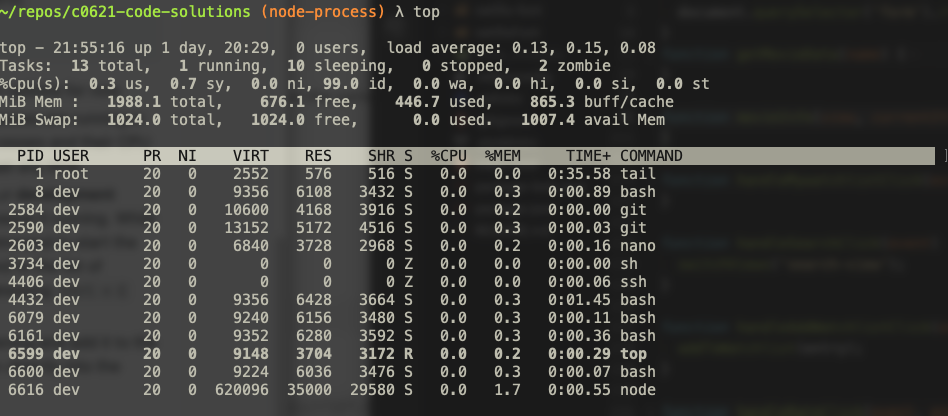 ~/repos/c0621-code-solutions (node-process) λ top
top - 21:55:16 up 1 day, 20:29,  0 users,  load average: 0.13, 0.15, 0.08
Tasks:  13 total,   1 running,  10 sleeping,   0 stopped,   2 zombie
%Cpu(s):  0.3 us,  0.7 sy,  0.0 ni, 99.0 id,  0.0 wa,  0.0 hi,  0.0 si,  0.0 st
MiB Mem :   1988.1 total,    676.1 free,    446.7 used,    865.3 buff/cache
MiB Swap:   1024.0 total,   1024.0 free,      0.0 used.   1007.4 avail Mem
PID USER      PR  NI    VIRT    RES    SHR S  %CPU  %MEM     TIME+ COMMAND
1 root      20   0    2552    576    516 S   0.0   0.0   0:35.58 tail
8 dev       20   0    9356   6108   3432 S   0.0   0.3   0:00.89 bash
2584 dev       20   0   10600   4168   3916 S   0.0   0.2   0:00.00 git
2590 dev       20   0   13152   5172   4516 S   0.0   0.3   0:00.03 git
2603 dev       20   0    6840   3728   2968 S   0.0   0.2   0:00.16 nano
3734 dev       20   0       0      0      0 Z   0.0   0.0   0:00.00 sh
4406 dev       20   0       0      0      0 Z   0.0   0.0   0:00.06 ssh
4432 dev       20   0    9356   6428   3664 S   0.0   0.3   0:01.45 bash
6079 dev       20   0    9240   6156   3480 S   0.0   0.3   0:00.11 bash
6161 dev       20   0    9352   6280   3592 S   0.0   0.3   0:00.36 bash
6599 dev       20   0    9148   3704   3172 R   0.0   0.2   0:00.29 top
6600 dev       20   0    9224   6036   3476 S   0.0   0.3   0:00.07 bash
6616 dev       20   0  620096  35000  29580 S   0.0   1.7   0:00.55 node